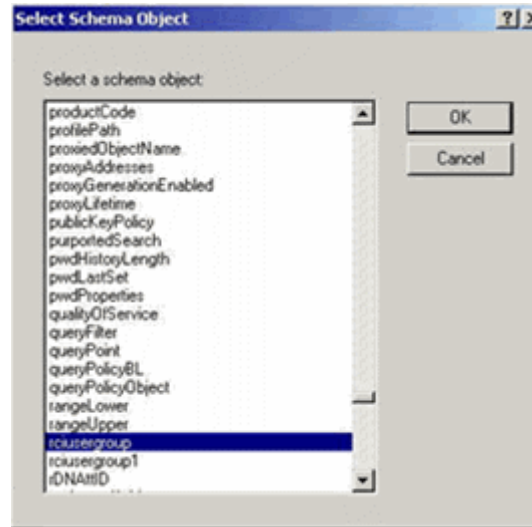 Select Schema Object
Select a schema object:
productCode
profilePath
proxiedObjectName
proxyAddresses
proxyGenerationEnabled
proxyLifetime
publicKeyPolicy
purportedSearch
pwdHistoryLength
pwdLastSet
pwdProperties
qualityOfService
queryFilter
queryPoint
queryPolicyBL
queryPolicyObject
rangeLower
rangeUpper
rciusergroup
rciusergroup1
rDNAttID
OK
Cancel